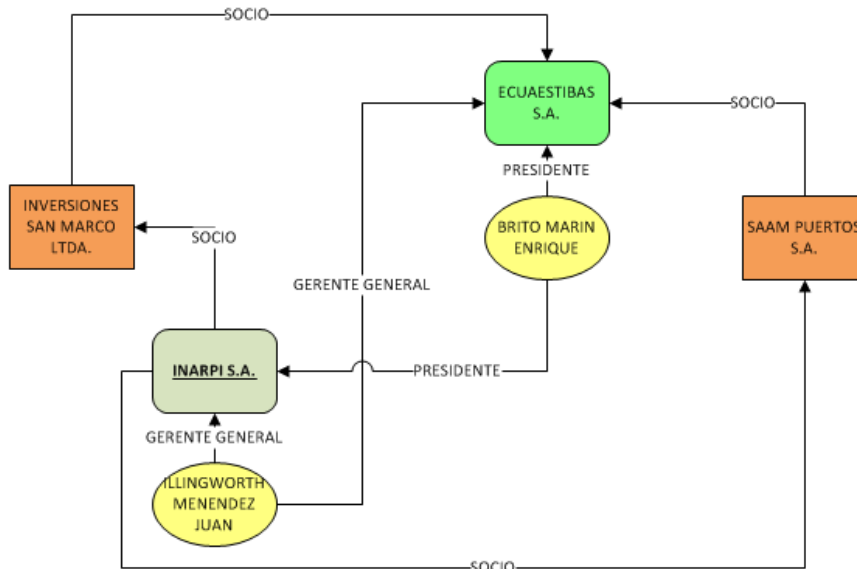 SOCIO
ECUAESTIBAS
S.A.
SOCIO
PRESIDENTE
INVERSIONES
SAN MARCO
LTDA.
BRITO MARIN
ENRIQUE
SAAM PUERTOS
S.A.
SOCIO
GERENTE GENERAL
INARPI S.A.
PRESIDENTE
GERENTE GENERAL
ILLINGWORTH
MENENDEZ
JUAN
SOCIO